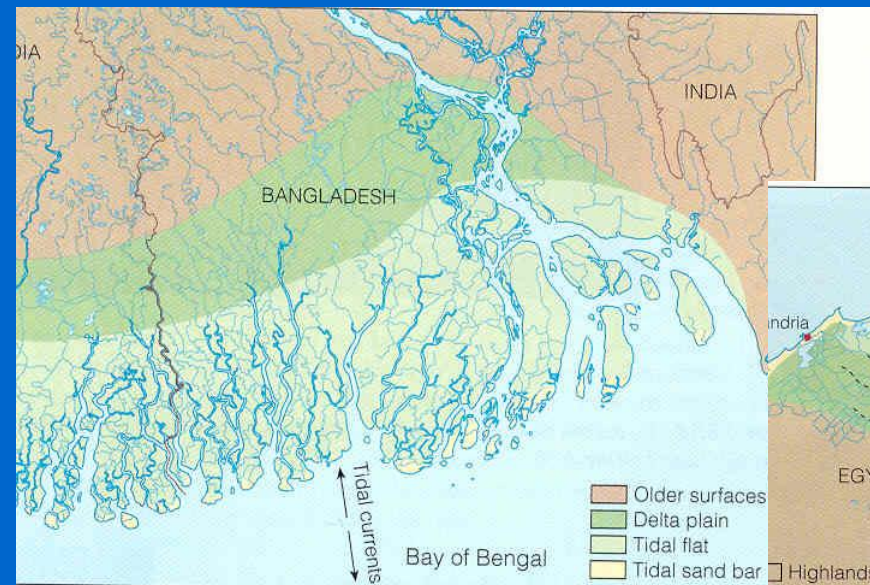 DIA
INDIA
BANGLADESH
ndria
EGY
Tidal currents
Bay of Bengal
Older surfaces
Delta plain
Tidal flat
Tidal sand bar
Highland